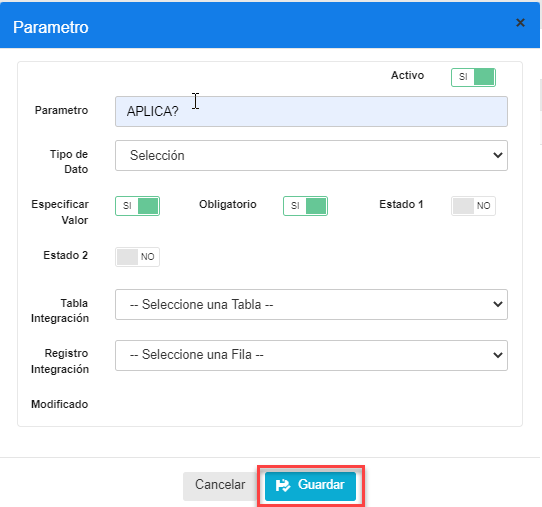 Parametro ×
Activo SI
Parametro APLICA?
Tipo de Dato Selección
Especificar Valor SI Obligatorio SI Estado 1 NO
Estado 2 NO
Tabla Integración -- Seleccione una Tabla --
Registro Integración -- Seleccione una Fila --
Modificado
Cancelar Guardar